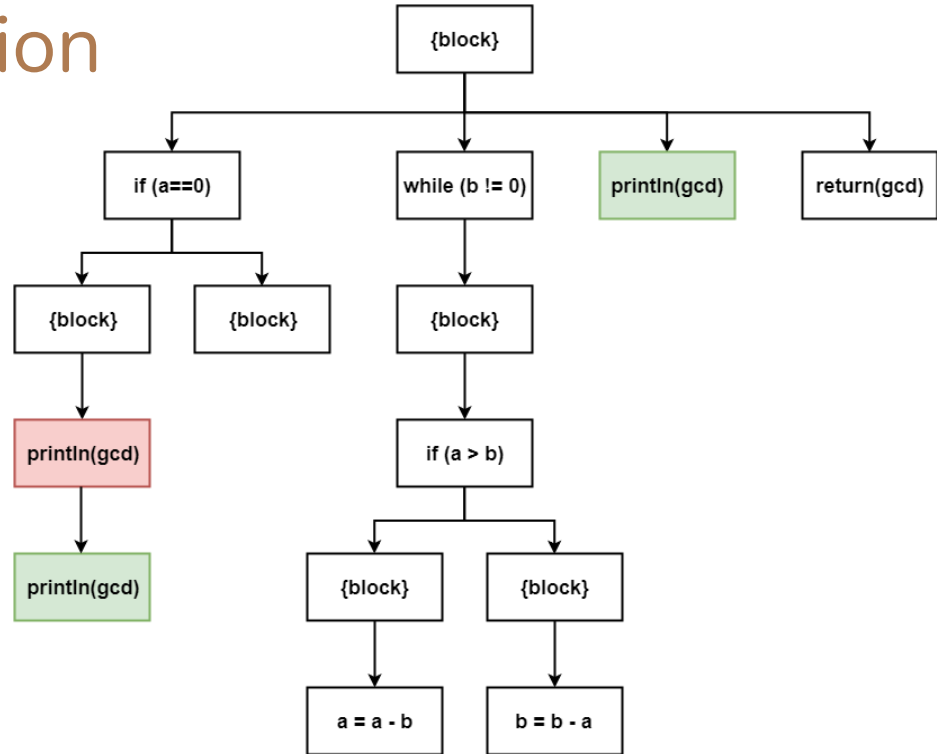 ion
{block}
if (a==0)
while (b != 0)
println(gcd)
return(gcd)
{block}
{block}
{block}
println(gcd)
if (a > b)
println(gcd)
{block}
{block}
a = a - b
b = b - a